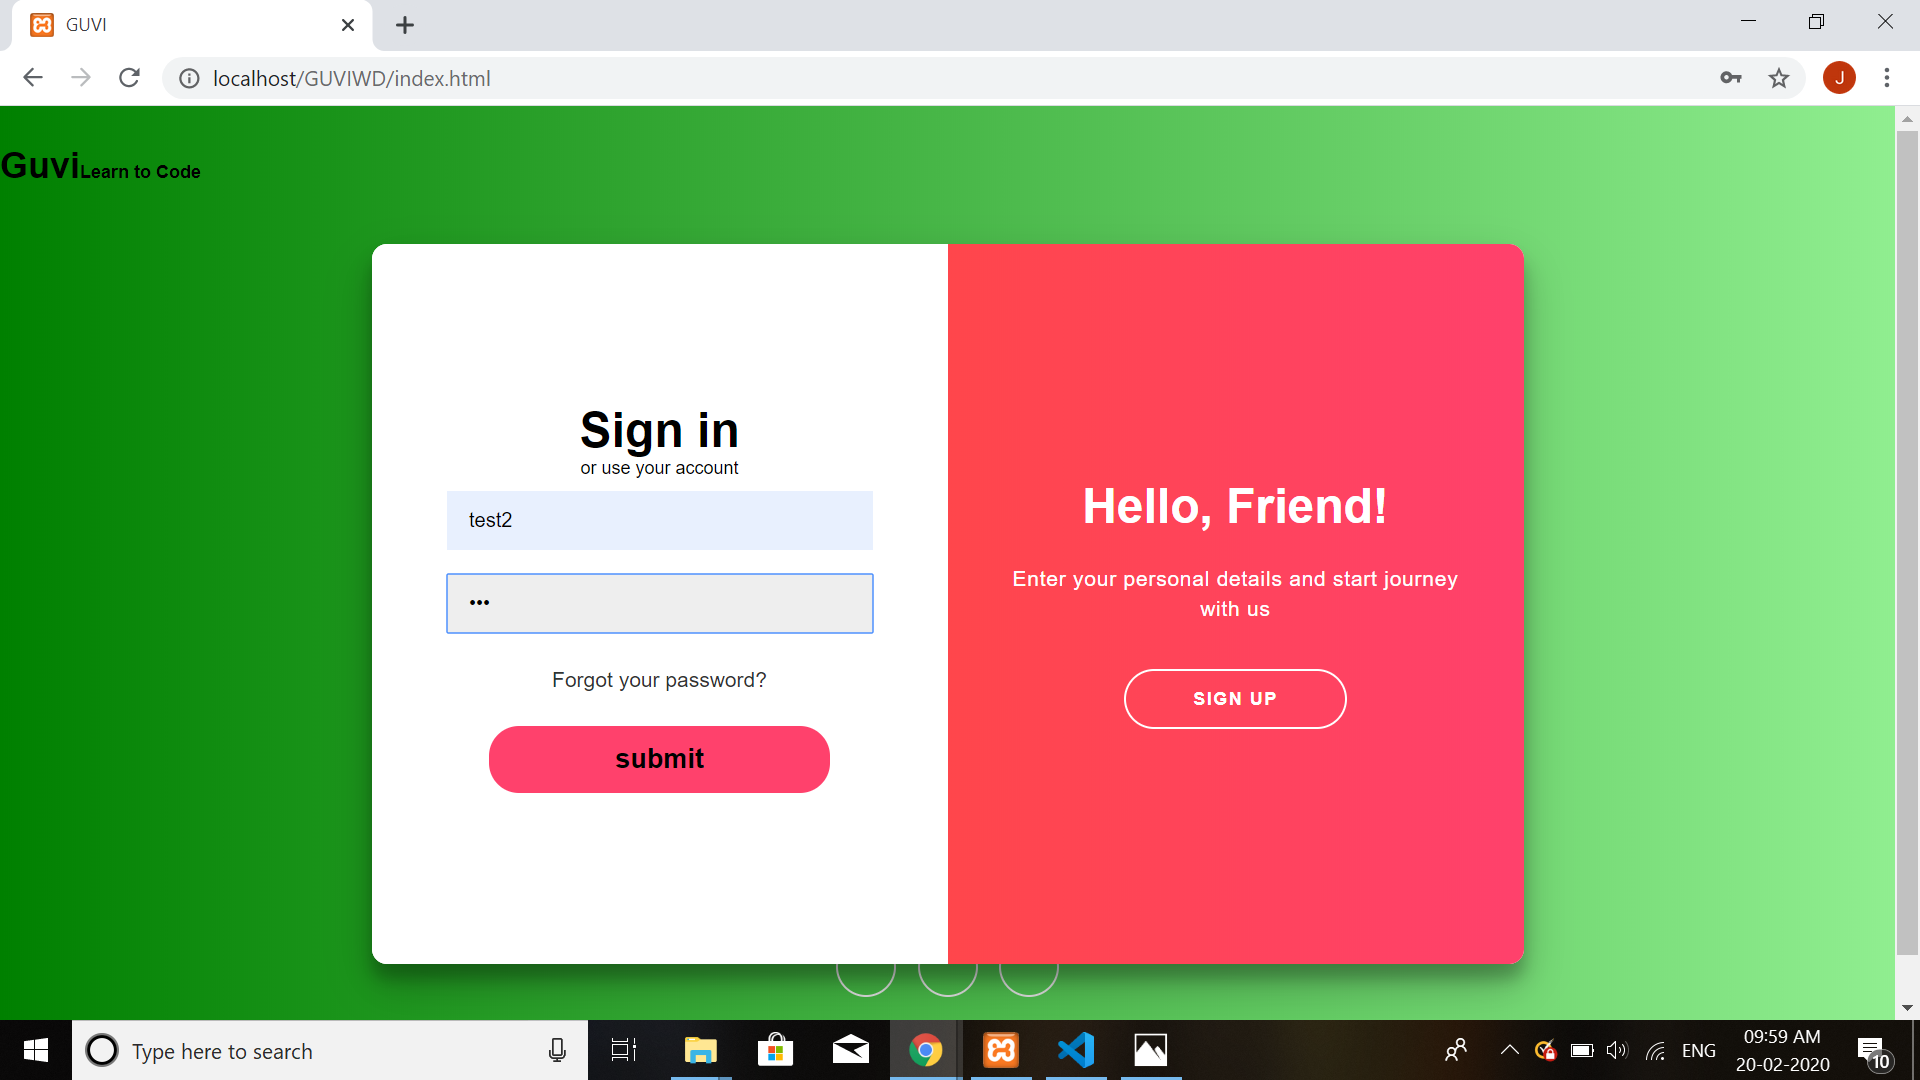 GUVI
localhost/GUVIWD/index.html
J
GuviLearn to Code
Sign in
or use your account
test2
•••
Forgot your password?
submit
Hello, Friend!
Enter your personal details and start journey
with us
SIGN UP
Type here to search
ENG
09:59 AM
20-02-2020
10